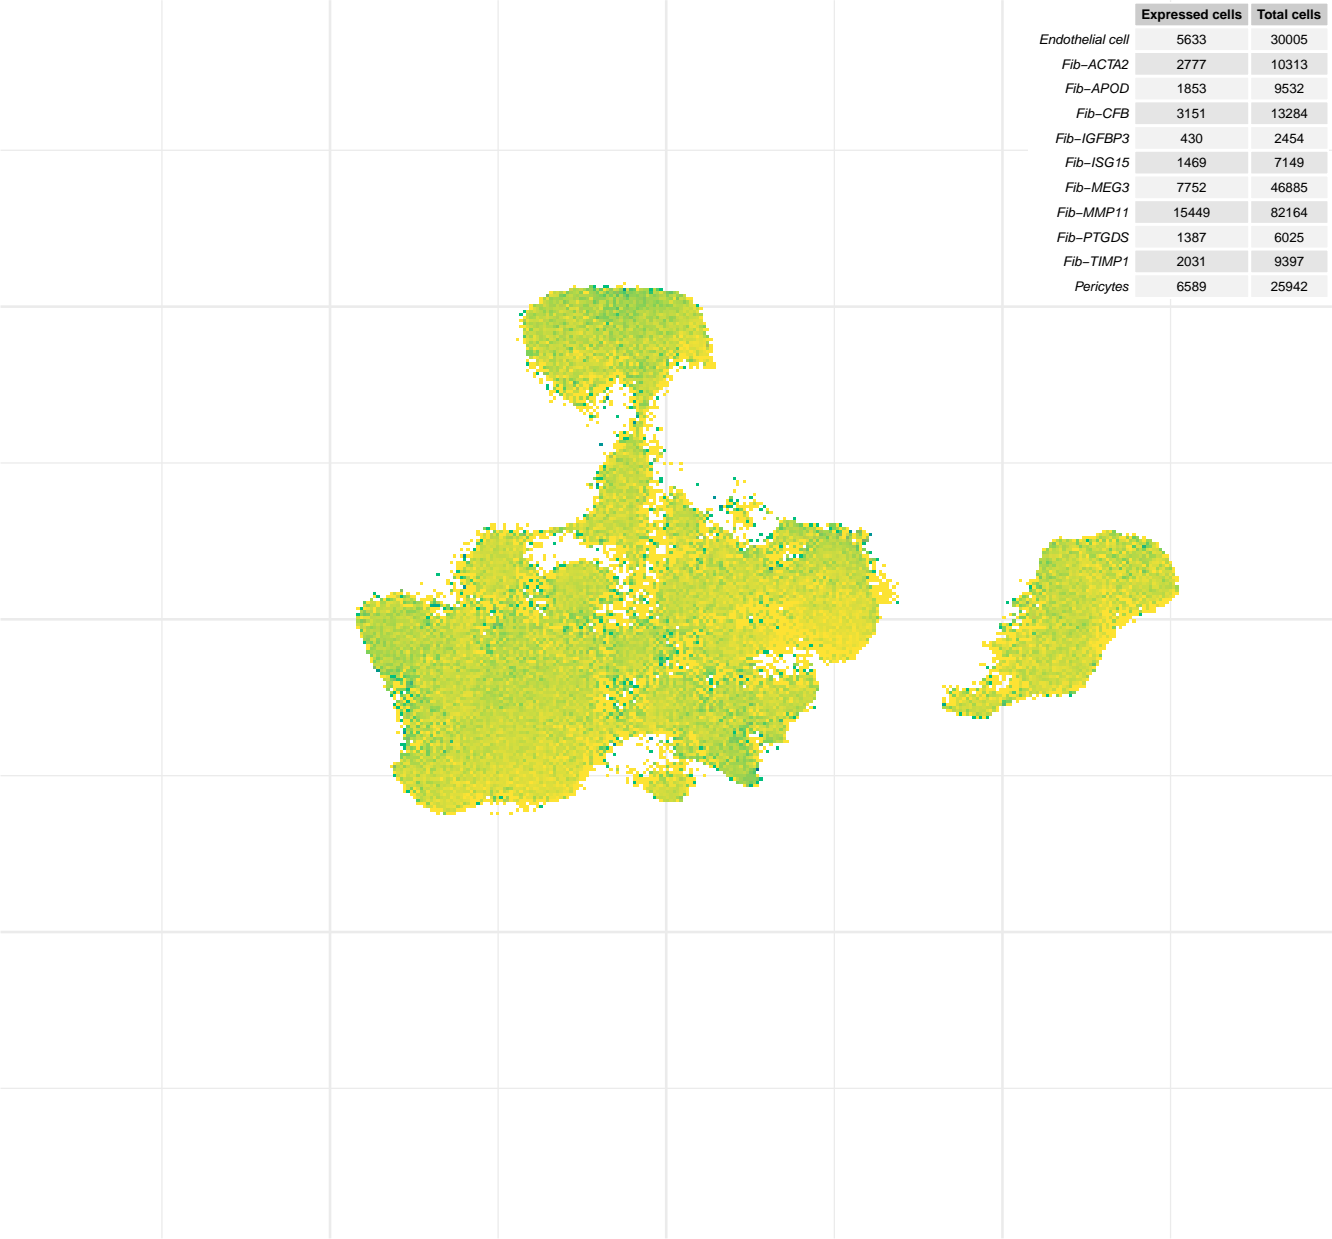 Expressed cells Total cells
Endothelial cell 5633 30005
Fib−ACTA2 2777 10313
Fib−APOD 1853 9532
Fib−CFB 3151 13284
Fib−IGFBP3 430 2454
Fib−ISG15 1469 7149
Fib−MEG3 7752 46885
Fib−MMP11 15449 82164
Fib−PTGDS 1387 6025
Fib−TIMP1 2031 9397
Pericytes 6589 25942